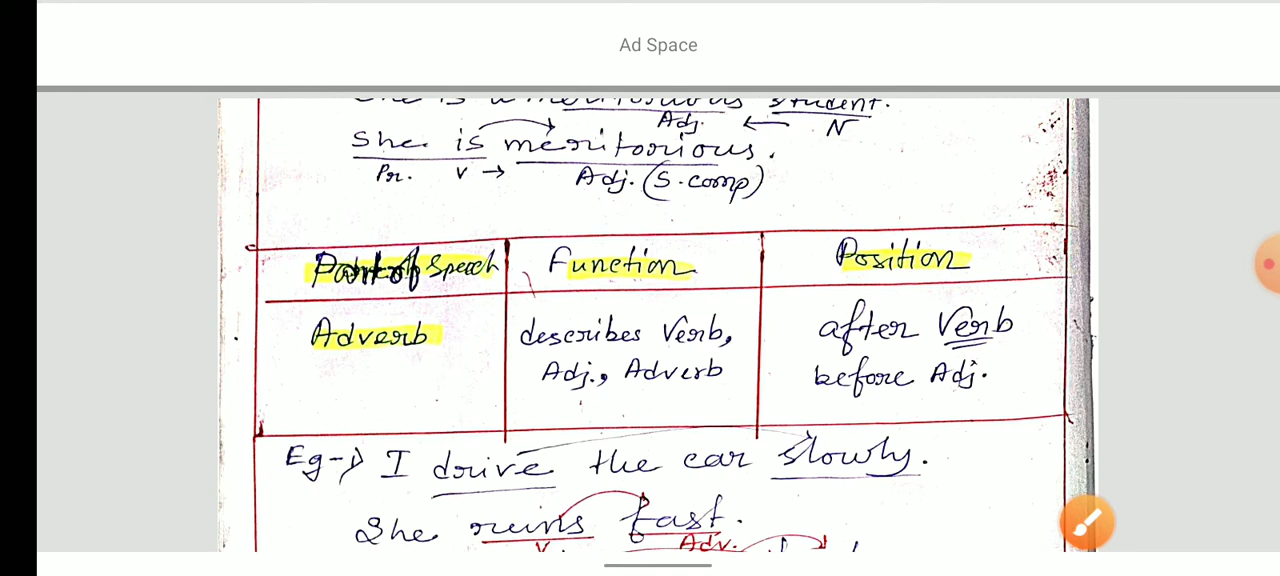 Ad Space
student.
Adj. ← N
She is meritorious.
Pr. V → Adj. (S. comp)
Part of Speech Function Position
Adverb describes Verb, after Verb
Adj., Adverb before Adj.
Eg → I drive the car slowly.
She runs fast.
V. Adv.